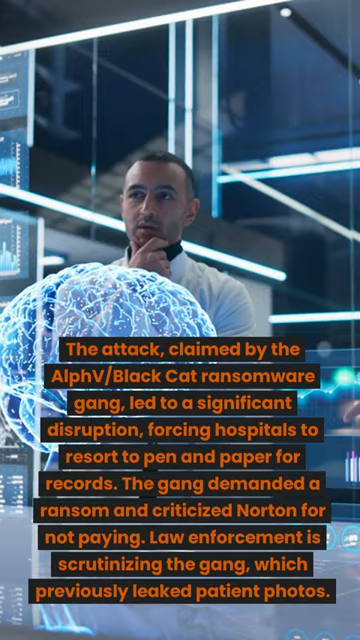 The attack, claimed by the
AlphV/Black Cat ransomware
gang, led to a significant
disruption, forcing hospitals to
resort to pen and paper for
records. The gang demanded a
ransom and criticized Norton for
not paying. Law enforcement is
scrutinizing the gang, which
previously leaked patient photos.